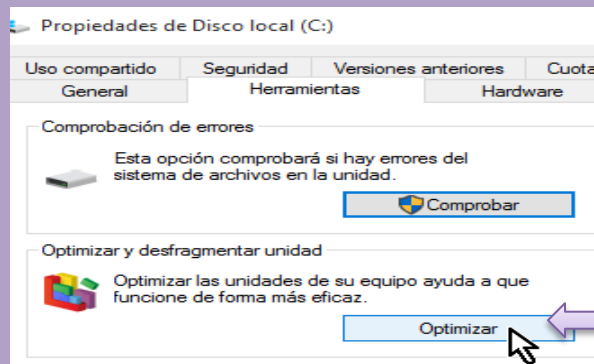 Propiedades de Disco local (C:)
Uso compartido Seguridad Versiones anteriores Cuota
General Herramientas Hardware
Comprobación de errores
Esta opción comprobará si hay errores del
sistema de archivos en la unidad.
Comprobar
Optimizar y desfragmentar unidad
Optimizar las unidades de su equipo ayuda a que
funcione de forma más eficaz.
Optimizar